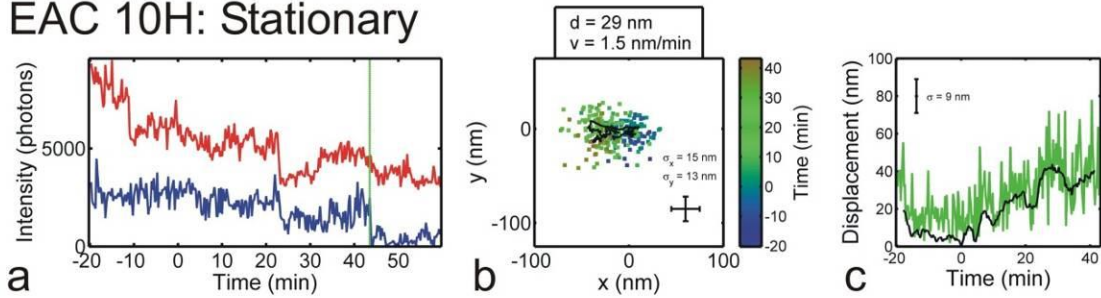 EAC 10H: Stationary
a
Intensity (photons)
5000
0
-20 -10 0 10 20 30 40 50
Time (min)
b
d = 29 nm
v = 1.5 nm/min
y (nm)
0
-100
σx = 15 nm
σy = 13 nm
-100 0 100
x (nm)
Time (min)
40
30
20
10
0
-10
-20
c
Displacement (nm)
100
80
60
40
20
0
σ = 9 nm
-20 0 20 40
Time (min)